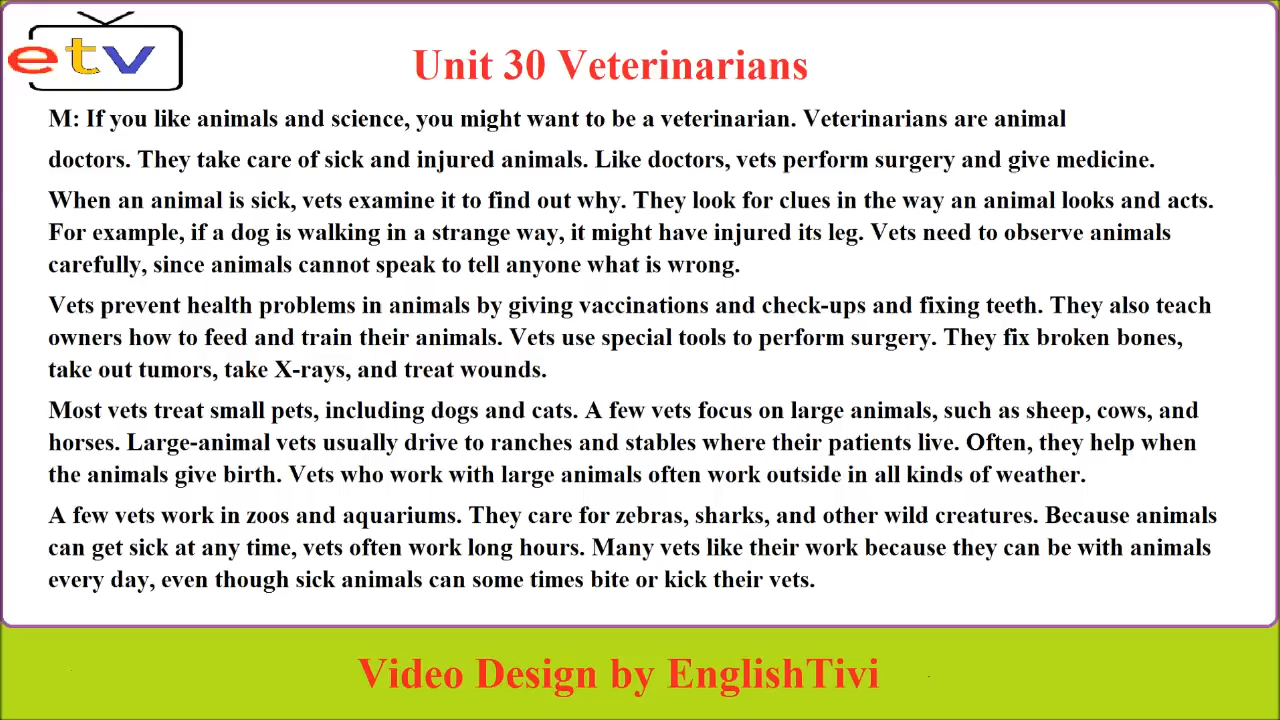 etv
Unit 30 Veterinarians
M: If you like animals and science, you might want to be a veterinarian. Veterinarians are animal
doctors. They take care of sick and injured animals. Like doctors, vets perform surgery and give medicine.
When an animal is sick, vets examine it to find out why. They look for clues in the way an animal looks and acts.
For example, if a dog is walking in a strange way, it might have injured its leg. Vets need to observe animals
carefully, since animals cannot speak to tell anyone what is wrong.
Vets prevent health problems in animals by giving vaccinations and check-ups and fixing teeth. They also teach
owners how to feed and train their animals. Vets use special tools to perform surgery. They fix broken bones,
take out tumors, take X-rays, and treat wounds.
Most vets treat small pets, including dogs and cats. A few vets focus on large animals, such as sheep, cows, and
horses. Large-animal vets usually drive to ranches and stables where their patients live. Often, they help when
the animals give birth. Vets who work with large animals often work outside in all kinds of weather.
A few vets work in zoos and aquariums. They care for zebras, sharks, and other wild creatures. Because animals
can get sick at any time, vets often work long hours. Many vets like their work because they can be with animals
every day, even though sick animals can some times bite or kick their vets.
Video Design by EnglishTivi